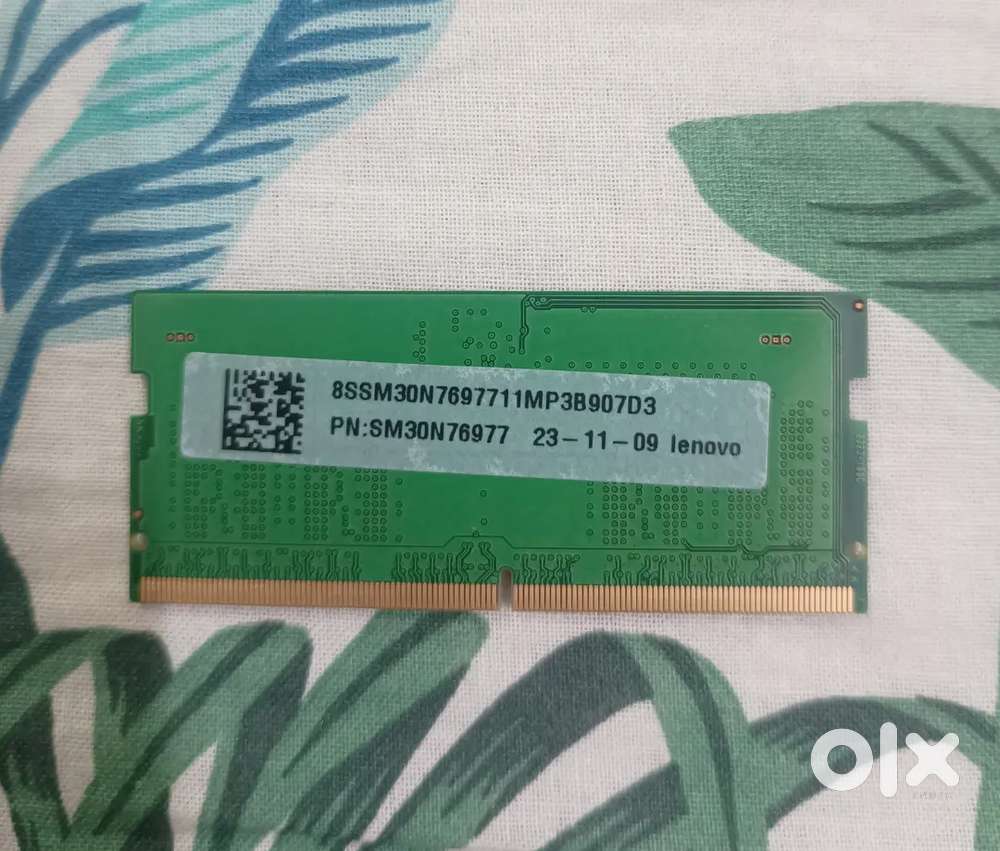 8SSM30N7697711MP3B907D3
PN:SM30N76977 23-11-09 lenovo
olx